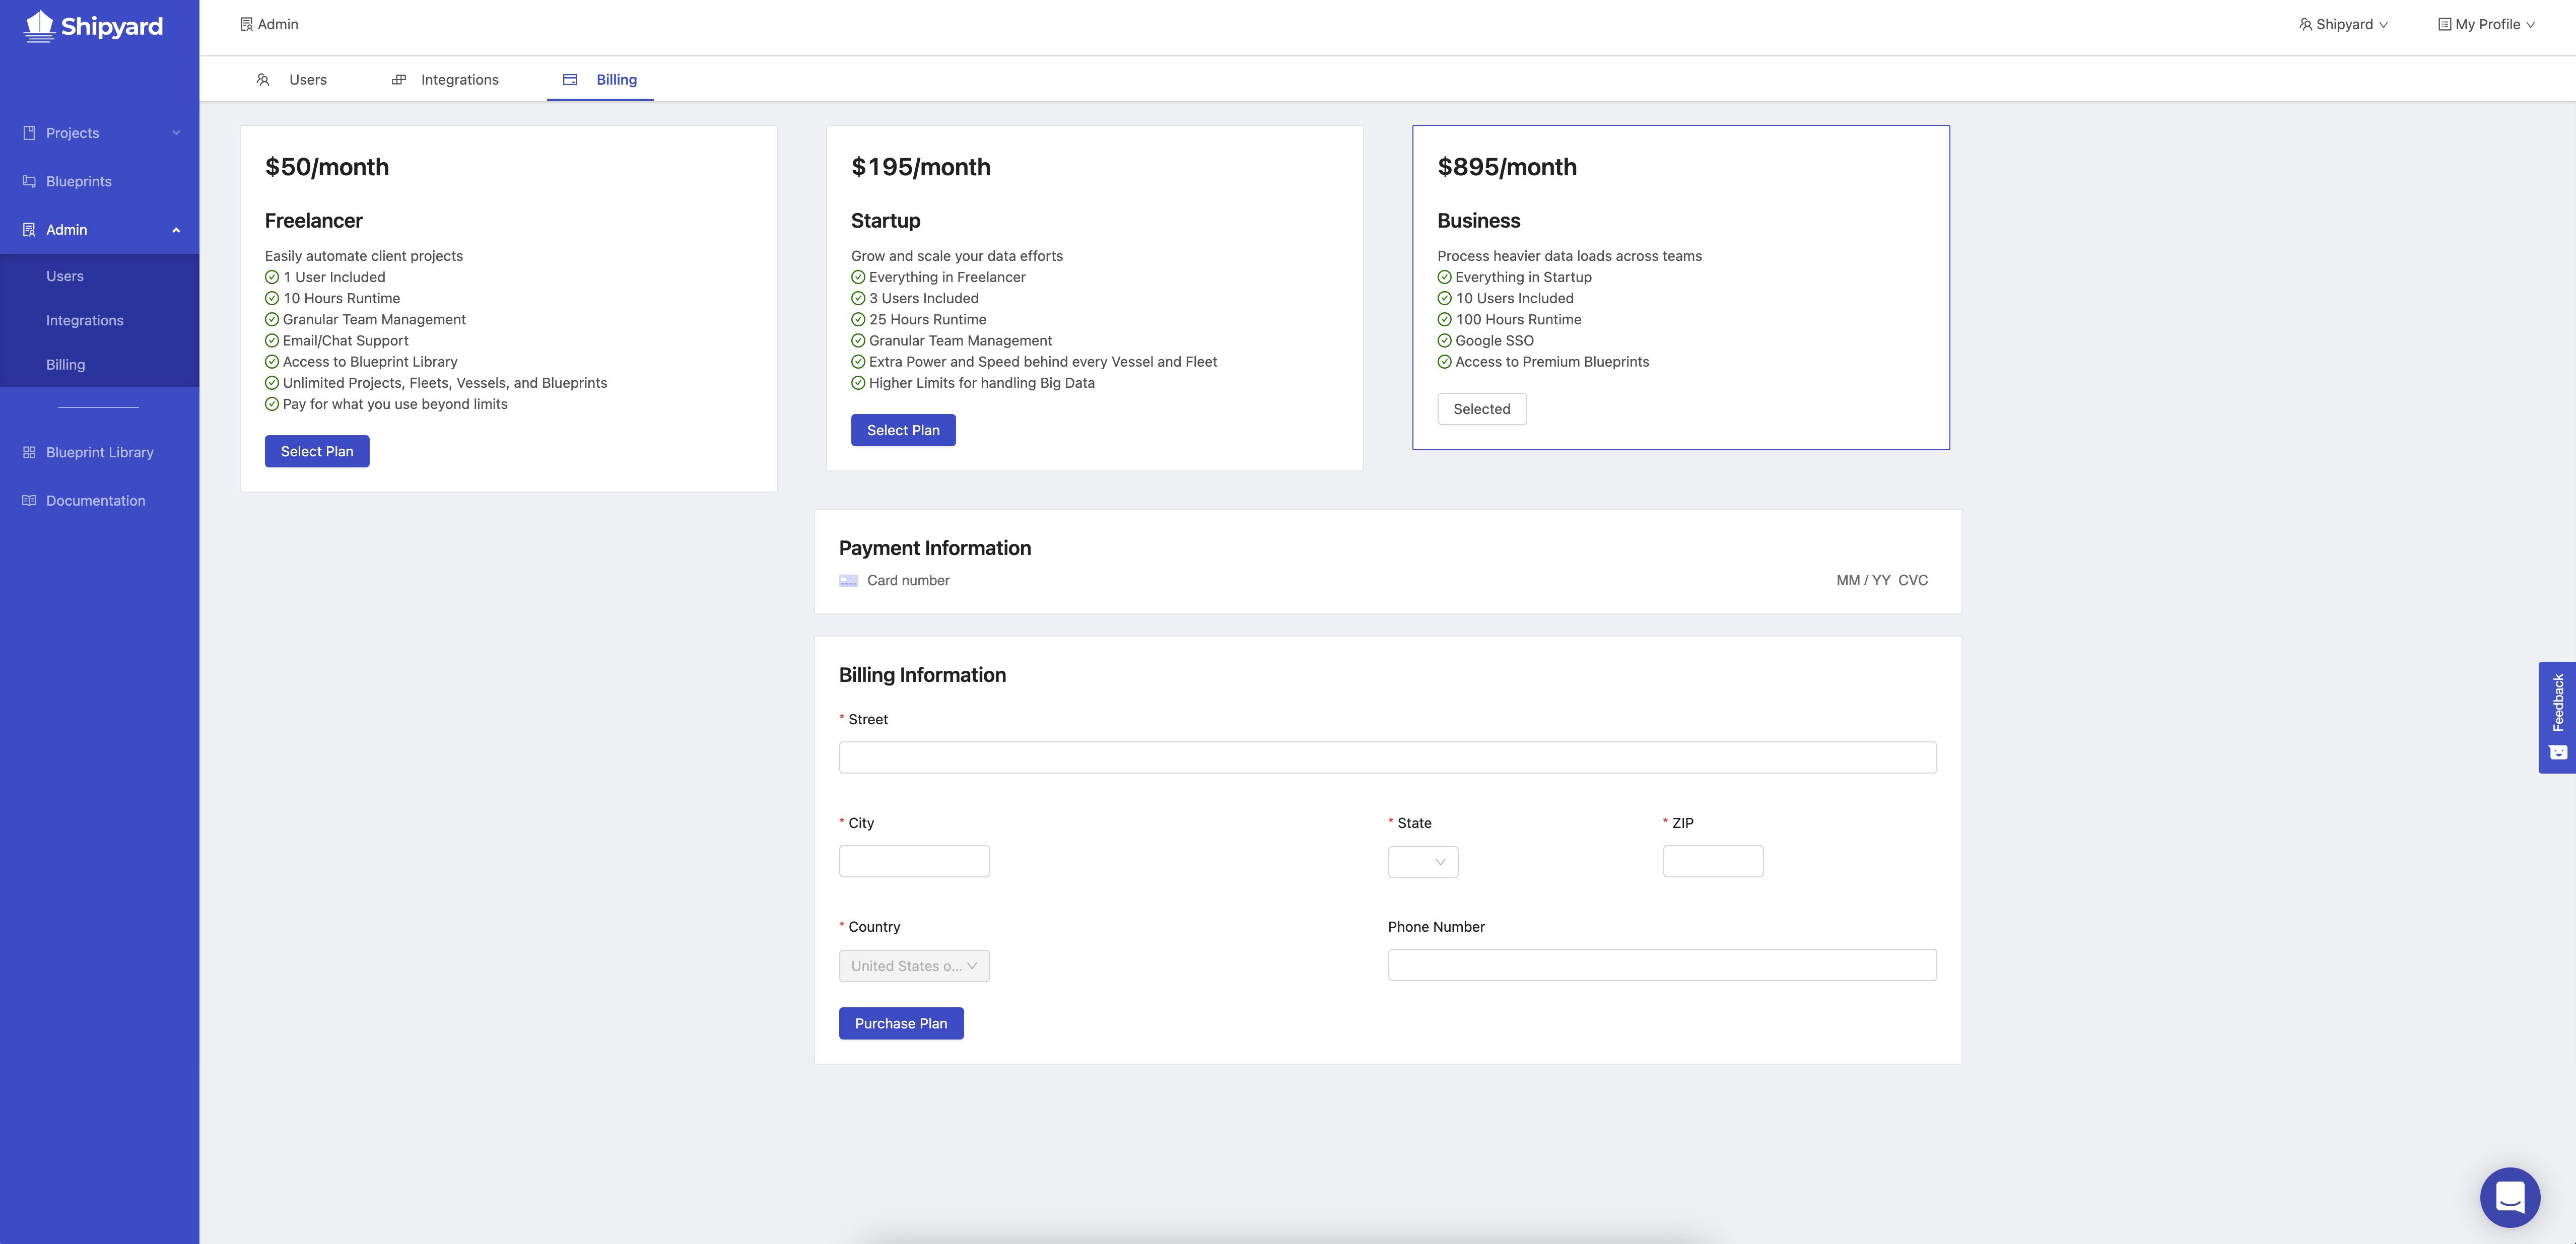 Shipyard
Admin
Shipyard
My Profile
Users
Integrations
Billing
Projects
Blueprints
Admin
Users
Integrations
Billing
Blueprint Library
Documentation
$50/month
Freelancer
Easily automate client projects
1 User Included
10 Hours Runtime
Granular Team Management
Email/Chat Support
Access to Blueprint Library
Unlimited Projects, Fleets, Vessels, and Blueprints
Pay for what you use beyond limits
Select Plan
$195/month
Startup
Grow and scale your data efforts
Everything in Freelancer
3 Users Included
25 Hours Runtime
Granular Team Management
Extra Power and Speed behind every Vessel and Fleet
Higher Limits for handling Big Data
Select Plan
$895/month
Business
Process heavier data loads across teams
Everything in Startup
10 Users Included
100 Hours Runtime
Google SSO
Access to Premium Blueprints
Selected
Payment Information
Card number
MM / YY CVC
Billing Information
* Street
* City
* State
* ZIP
* Country
Phone Number
United States o...
Purchase Plan
Feedback